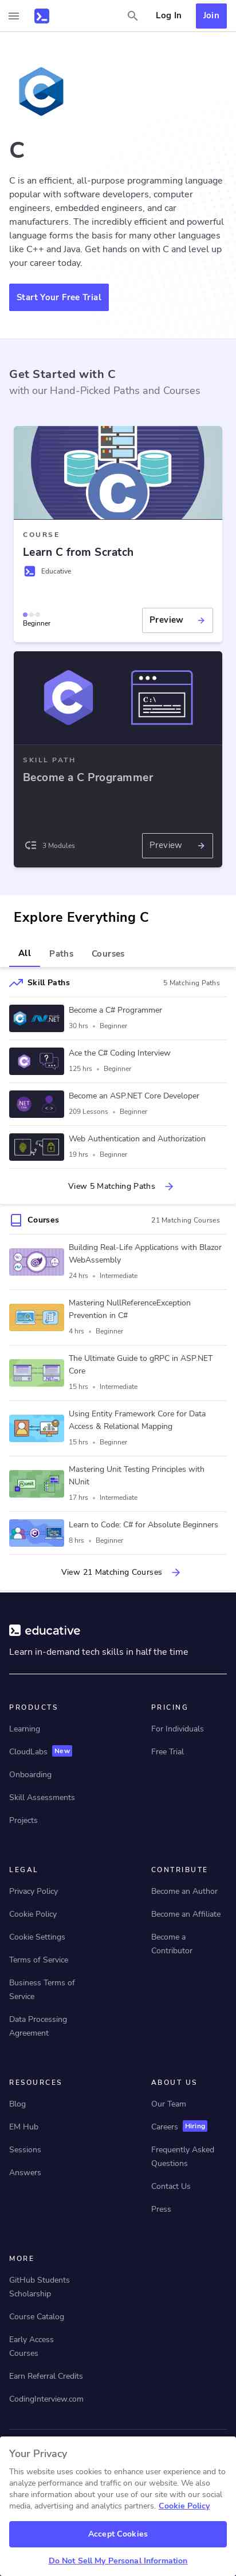 Log In
Join
C
C
C is an efficient, all-purpose programming language
popular with software developers, computer
engineers, embedded engineers, and car
manufacturers. The incredibly efficient and powerful
language forms the basis for many other languages
like C++ and Java. Get hands on with C and level up
your career today.
Start Your Free Trial
Get Started with C
with our Hand-Picked Paths and Courses
C
COURSE
Learn C from Scratch
Educative
Beginner
Preview
C
C:\
SKILL PATH
Become a C Programmer
3 Modules
Preview
Explore Everything C
All
Paths
Courses
Skill Paths
5 Matching Paths
Become a C# Programmer
30 hrs • Beginner
Ace the C# Coding Interview
125 hrs • Beginner
Become an ASP.NET Core Developer
209 Lessons • Beginner
Web Authentication and Authorization
19 hrs • Beginner
View 5 Matching Paths
Courses
21 Matching Courses
Building Real-Life Applications with Blazor
WebAssembly
24 hrs • Intermediate
Mastering NullReferenceException
Prevention in C#
4 hrs • Beginner
The Ultimate Guide to gRPC in ASP.NET
Core
15 hrs • Intermediate
Using Entity Framework Core for Data
Access & Relational Mapping
15 hrs • Beginner
Mastering Unit Testing Principles with
NUnit
17 hrs • Intermediate
Learn to Code: C# for Absolute Beginners
8 hrs • Beginner
View 21 Matching Courses
educative
Learn in-demand tech skills in half the time
PRODUCTS
Learning
Cloudlabs New
Onboarding
Skill Assessments
Projects
PRICING
For Individuals
Free Trial
LEGAL
Privacy Policy
Cookie Policy
Cookie Settings
Terms of Service
Business Terms of
Service
Data Processing
Agreement
CONTRIBUTE
Become an Author
Become an Affiliate
Become a
Contributor
RESOURCES
Blog
EM Hub
Sessions
Answers
ABOUT US
Our Team
Careers Hiring
Frequently Asked
Questions
Contact Us
Press
MORE
GitHub Students
Scholarship
Course Catalog
Early Access
Courses
Earn Referral Credits
CodingInterview.com
Your Privacy
This website uses cookies to enhance user experience and to
analyze performance and traffic on our website. We also
share information about your use of our site with our social
media, advertising and analytics partners. Cookie Policy
Accept Cookies
Do Not Sell My Personal Information